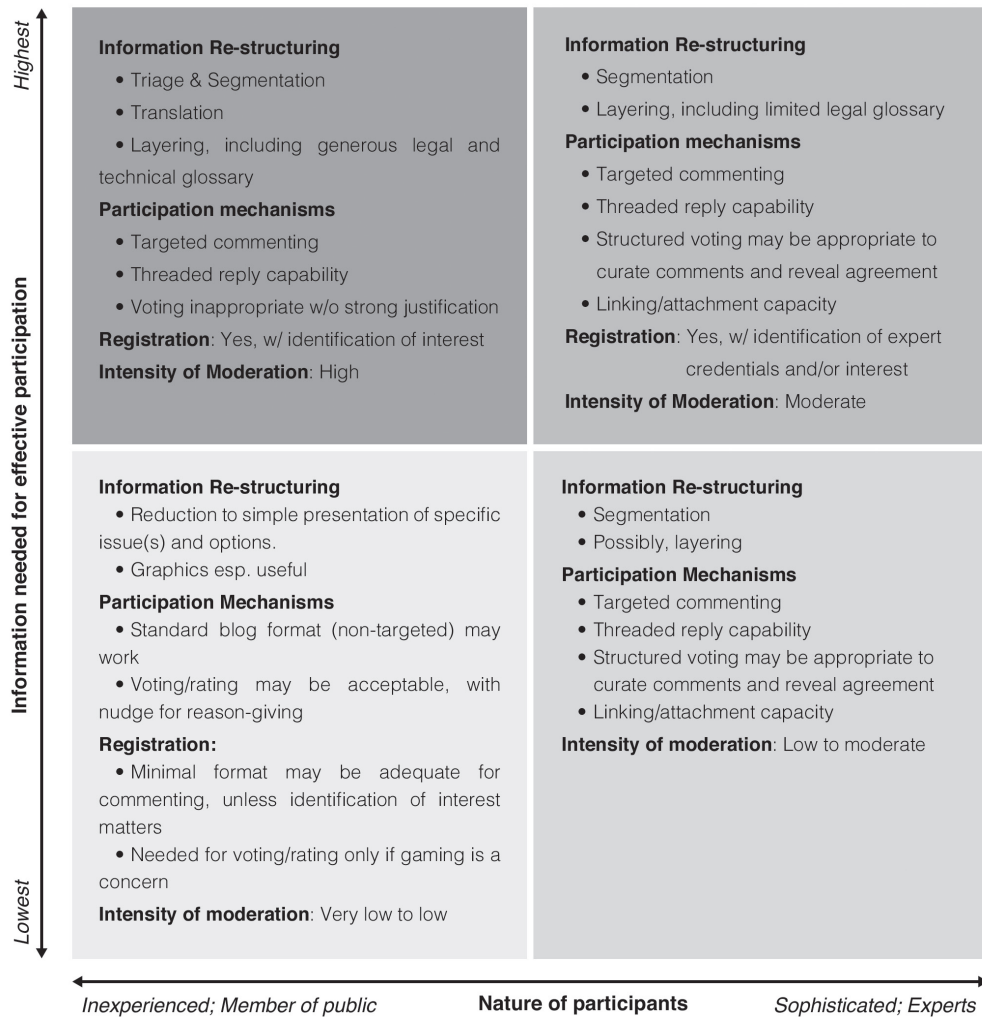 Highest
Information needed for effective participation
Lowest
Information Re-structuring
• Triage & Segmentation
• Translation
• Layering, including generous legal and
technical glossary
Participation mechanisms
• Targeted commenting
• Threaded reply capability
• Voting inappropriate w/o strong justification
Registration: Yes, w/ identification of interest
Intensity of Moderation: High
Information Re-structuring
• Segmentation
• Layering, including limited legal glossary
Participation mechanisms
• Targeted commenting
• Threaded reply capability
• Structured voting may be appropriate to
curate comments and reveal agreement
• Linking/attachment capacity
Registration: Yes, w/ identification of expert
credentials and/or interest
Intensity of Moderation: Moderate
Information Re-structuring
• Reduction to simple presentation of specific
issue(s) and options.
• Graphics esp. useful
Participation Mechanisms
• Standard blog format (non-targeted) may
work
• Voting/rating may be acceptable, with
nudge for reason-giving
Registration:
• Minimal format may be adequate for
commenting, unless identification of interest
matters
• Needed for voting/rating only if gaming is a
concern
Intensity of moderation: Very low to low
Information Re-structuring
• Segmentation
• Possibly, layering
Participation Mechanisms
• Targeted commenting
• Threaded reply capability
• Structured voting may be appropriate to
curate comments and reveal agreement
• Linking/attachment capacity
Intensity of moderation: Low to moderate
Inexperienced; Member of public Nature of participants Sophisticated; Experts